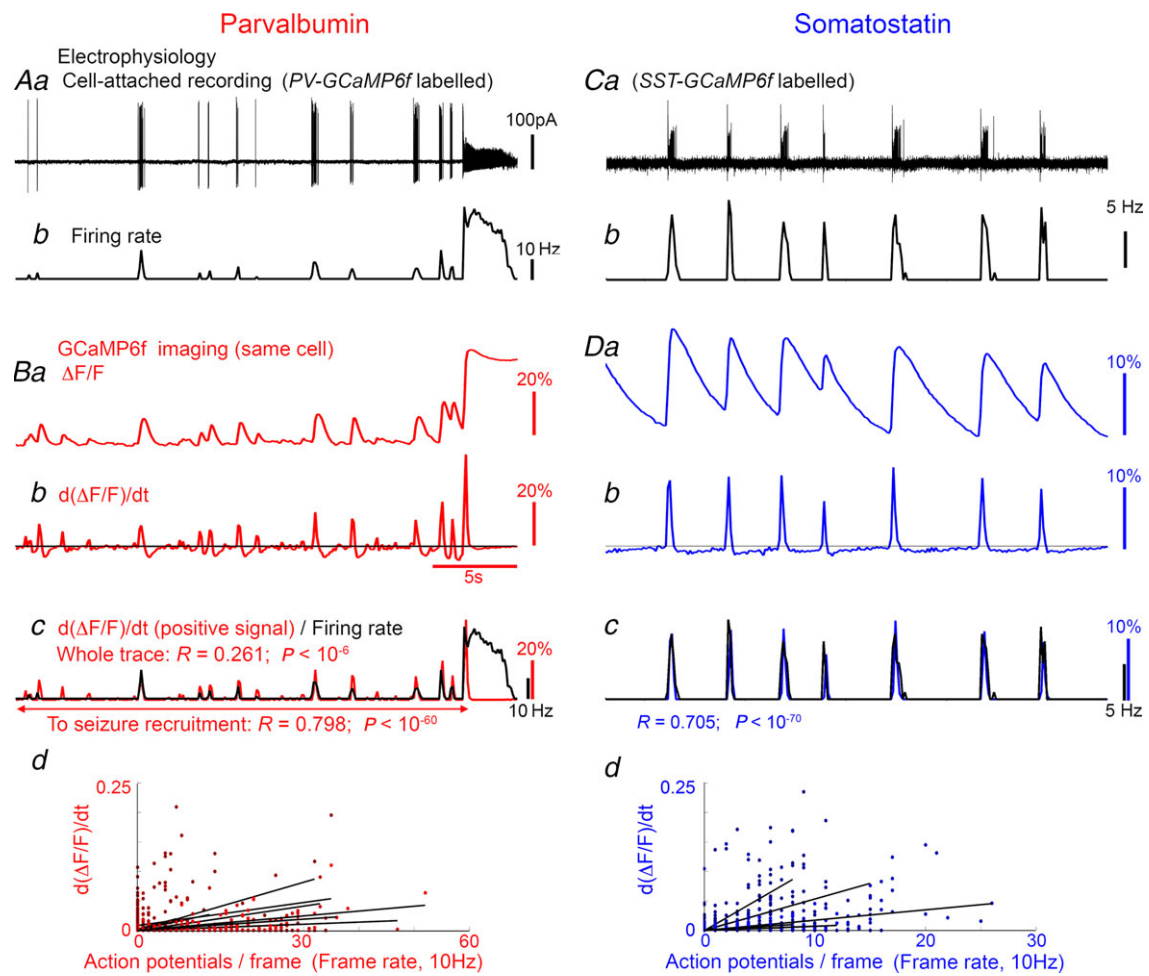 Parvalbumin
Somatostatin
Electrophysiology
Aa Cell-attached recording (PV-GCaMP6f labelled)
100pA
b Firing rate
10 Hz
Ca (SST-GCaMP6f labelled)
b
5 Hz
GCaMP6f imaging (same cell)
Ba ΔF/F
20%
b d(ΔF/F)/dt
20%
5s
Da
10%
b
10%
c d(ΔF/F)/dt (positive signal) / Firing rate
Whole trace: R = 0.261; P < 10⁻⁶
20%
10 Hz
To seizure recruitment: R = 0.798; P < 10⁻⁶⁰
c
10%
5 Hz
R = 0.705; P < 10⁻⁷⁰
d
0.25
d(ΔF/F)/dt
0
0 30 60
Action potentials / frame (Frame rate, 10Hz)
d
0.25
d(ΔF/F)/dt
0
0 10 20 30
Action potentials / frame (Frame rate, 10Hz)